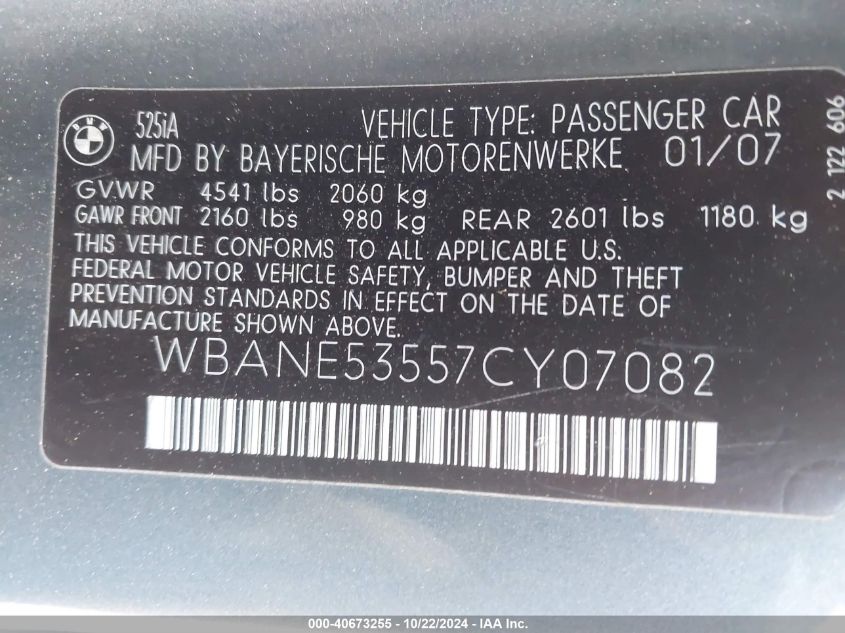 BMW
525iA
VEHICLE TYPE: PASSENGER CAR
MFD BY BAYERISCHE MOTORENWERKE 01/07
GVWR 4541 lbs 2060 kg
GAWR FRONT 2160 lbs 980 kg REAR 2601 lbs 1180 kg
THIS VEHICLE CONFORMS TO ALL APPLICABLE U.S.
FEDERAL MOTOR VEHICLE SAFETY, BUMPER AND THEFT
PREVENTION STANDARDS IN EFFECT ON THE DATE OF
MANUFACTURE SHOWN ABOVE.
WBANE53557CY07082
2 122 606
000-40673255 - 10/22/2024 - IAA Inc.